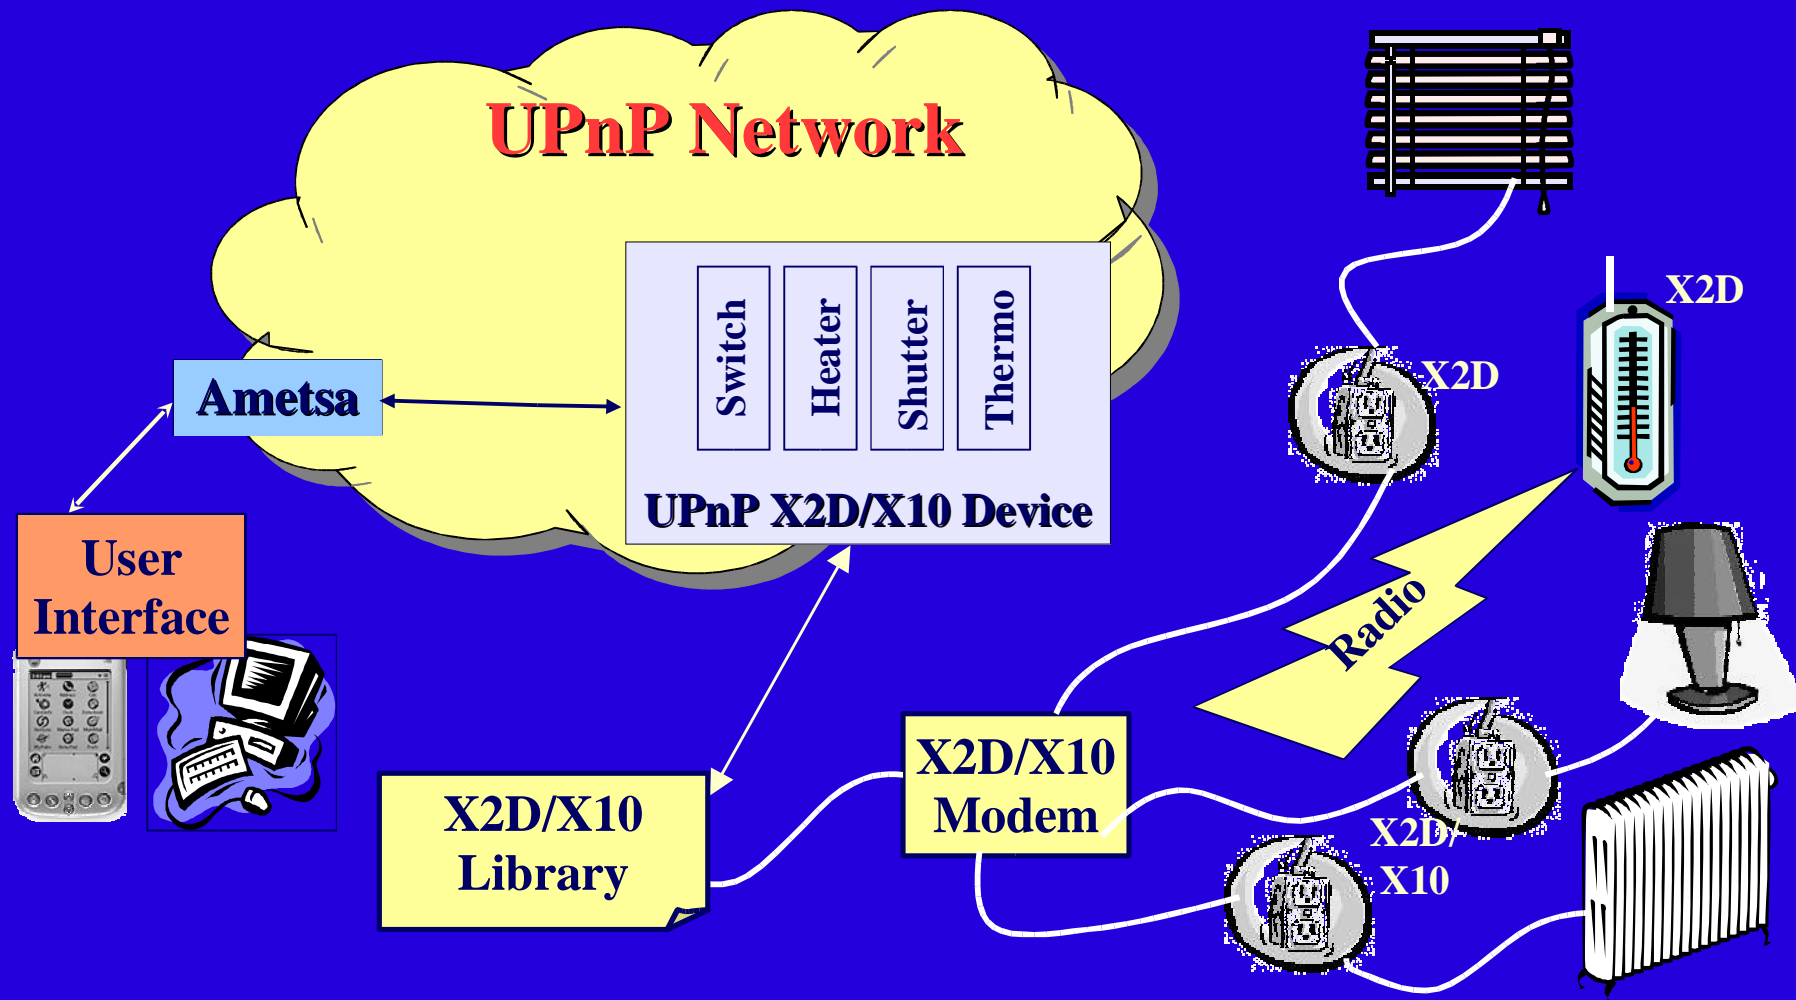 UPnP Network
Switch
Heater
Shutter
Thermo
UPnP X2D/X10 Device
Ametsa
User
Interface
X2D/X10
Library
X2D/X10
Modem
Radio
X2D
X2D
X2D/
X10